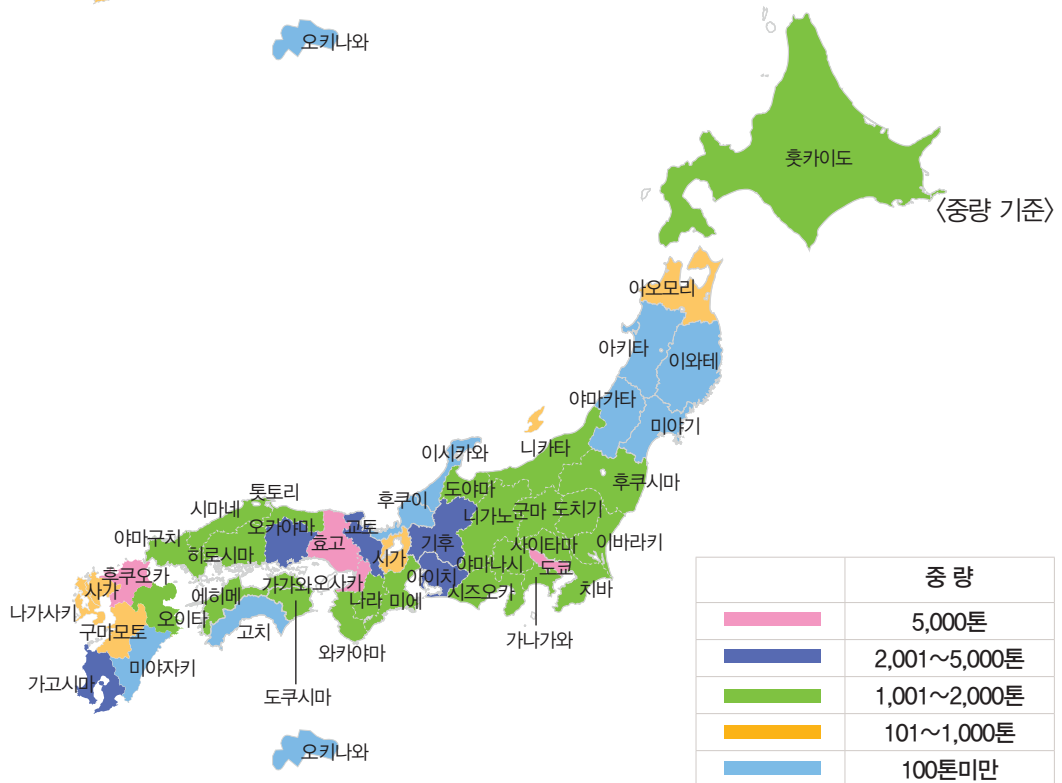 오키나와
훗카이도
〈중량 기준〉
아오모리
아키타
이와테
야마카타
미야기
이시카와
니카타
후쿠이
도야마
후쿠시마
톳토리
시마네
오카야마
교토
니가노
군마
도치기
야마구치
히로시마
효고
시가
기후
사이타마
이바라키
후쿠오카
사가
에히메
가가와
오사카
아이치
야마나시
도쿄
나가사키
오이타
나라
미에
시즈오카
치바
구마모토
고치
와카야마
가나가와
가고시마
미야자키
도쿠시마
오키나와
중 량
5,000톤
2,001～5,000톤
1,001～2,000톤
101～1,000톤
100톤미만